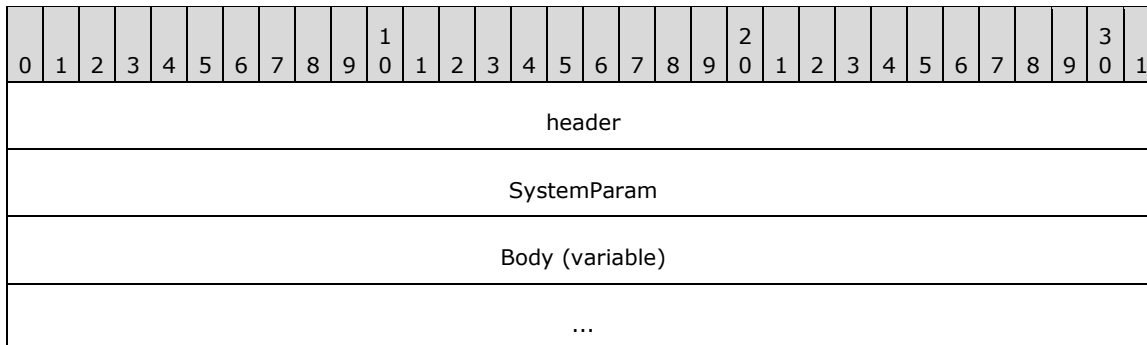 1 2 3
0 1 2 3 4 5 6 7 8 9 0 1 2 3 4 5 6 7 8 9 0 1 2 3 4 5 6 7 8 9 0 1
header
SystemParam
Body (variable)
...